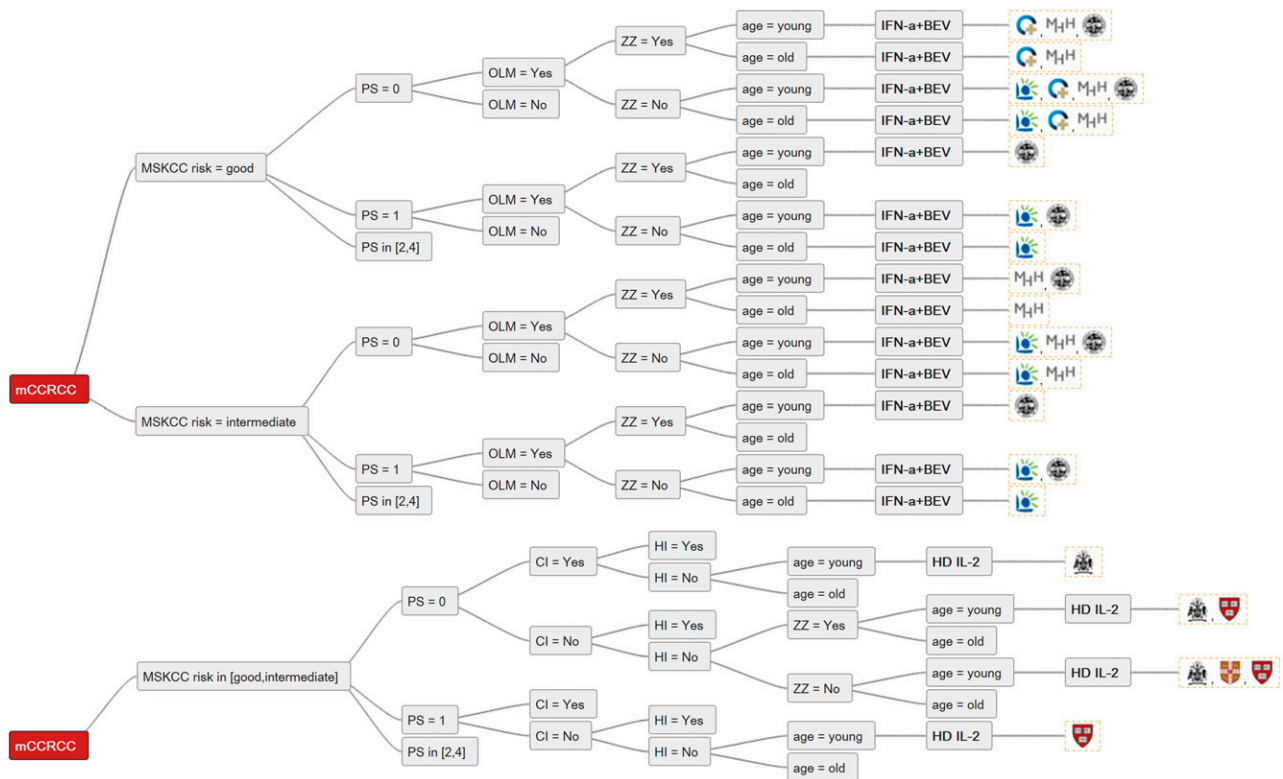 ZZ = Yes age = young IFN-a+BEV MHH
age = old IFN-a+BEV MHH
OLM = Yes
PS = 0
OLM = No ZZ = No age = young IFN-a+BEV MHH
age = old IFN-a+BEV MHH
MSKCC risk = good
ZZ = Yes age = young IFN-a+BEV
age = old
OLM = Yes
PS = 1
OLM = No ZZ = No age = young IFN-a+BEV
PS in [2,4]
age = old IFN-a+BEV
ZZ = Yes age = young IFN-a+BEV MHH
age = old IFN-a+BEV MHH
OLM = Yes
PS = 0
OLM = No ZZ = No age = young IFN-a+BEV MHH
age = old IFN-a+BEV MHH
mCCRCC
MSKCC risk = intermediate
ZZ = Yes age = young IFN-a+BEV
age = old
OLM = Yes
PS = 1
OLM = No ZZ = No age = young IFN-a+BEV
PS in [2,4]
age = old IFN-a+BEV
HI = Yes
CI = Yes
HI = No age = young HD IL-2
age = old
PS = 0
HI = Yes ZZ = Yes age = young HD IL-2
CI = No
HI = No age = old
MSKCC risk in [good,intermediate]
ZZ = No age = young HD IL-2
age = old
CI = Yes
PS = 1
HI = Yes
CI = No
mCCRCC
PS in [2,4]
HI = No age = young HD IL-2
age = old